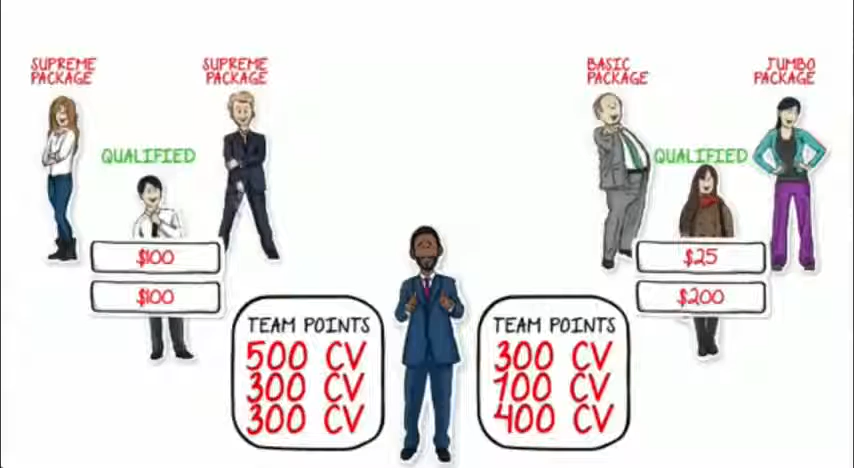 SUPREME
PACKAGE
SUPREME
PACKAGE
BASIC
PACKAGE
JUMBO
PACKAGE
QUALIFIED
QUALIFIED
$100
$100
$25
$200
TEAM POINTS
500 CV
300 CV
300 CV
TEAM POINTS
300 CV
100 CV
400 CV